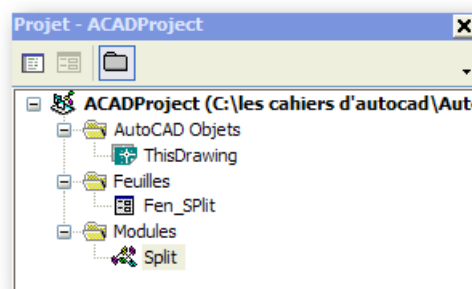 Projet - ACADProject
ACADProject (C:\les cahiers d'autocad\Aut
AutoCAD Objets
ThisDrawing
Feuilles
Fen_SPlit
Modules
Split